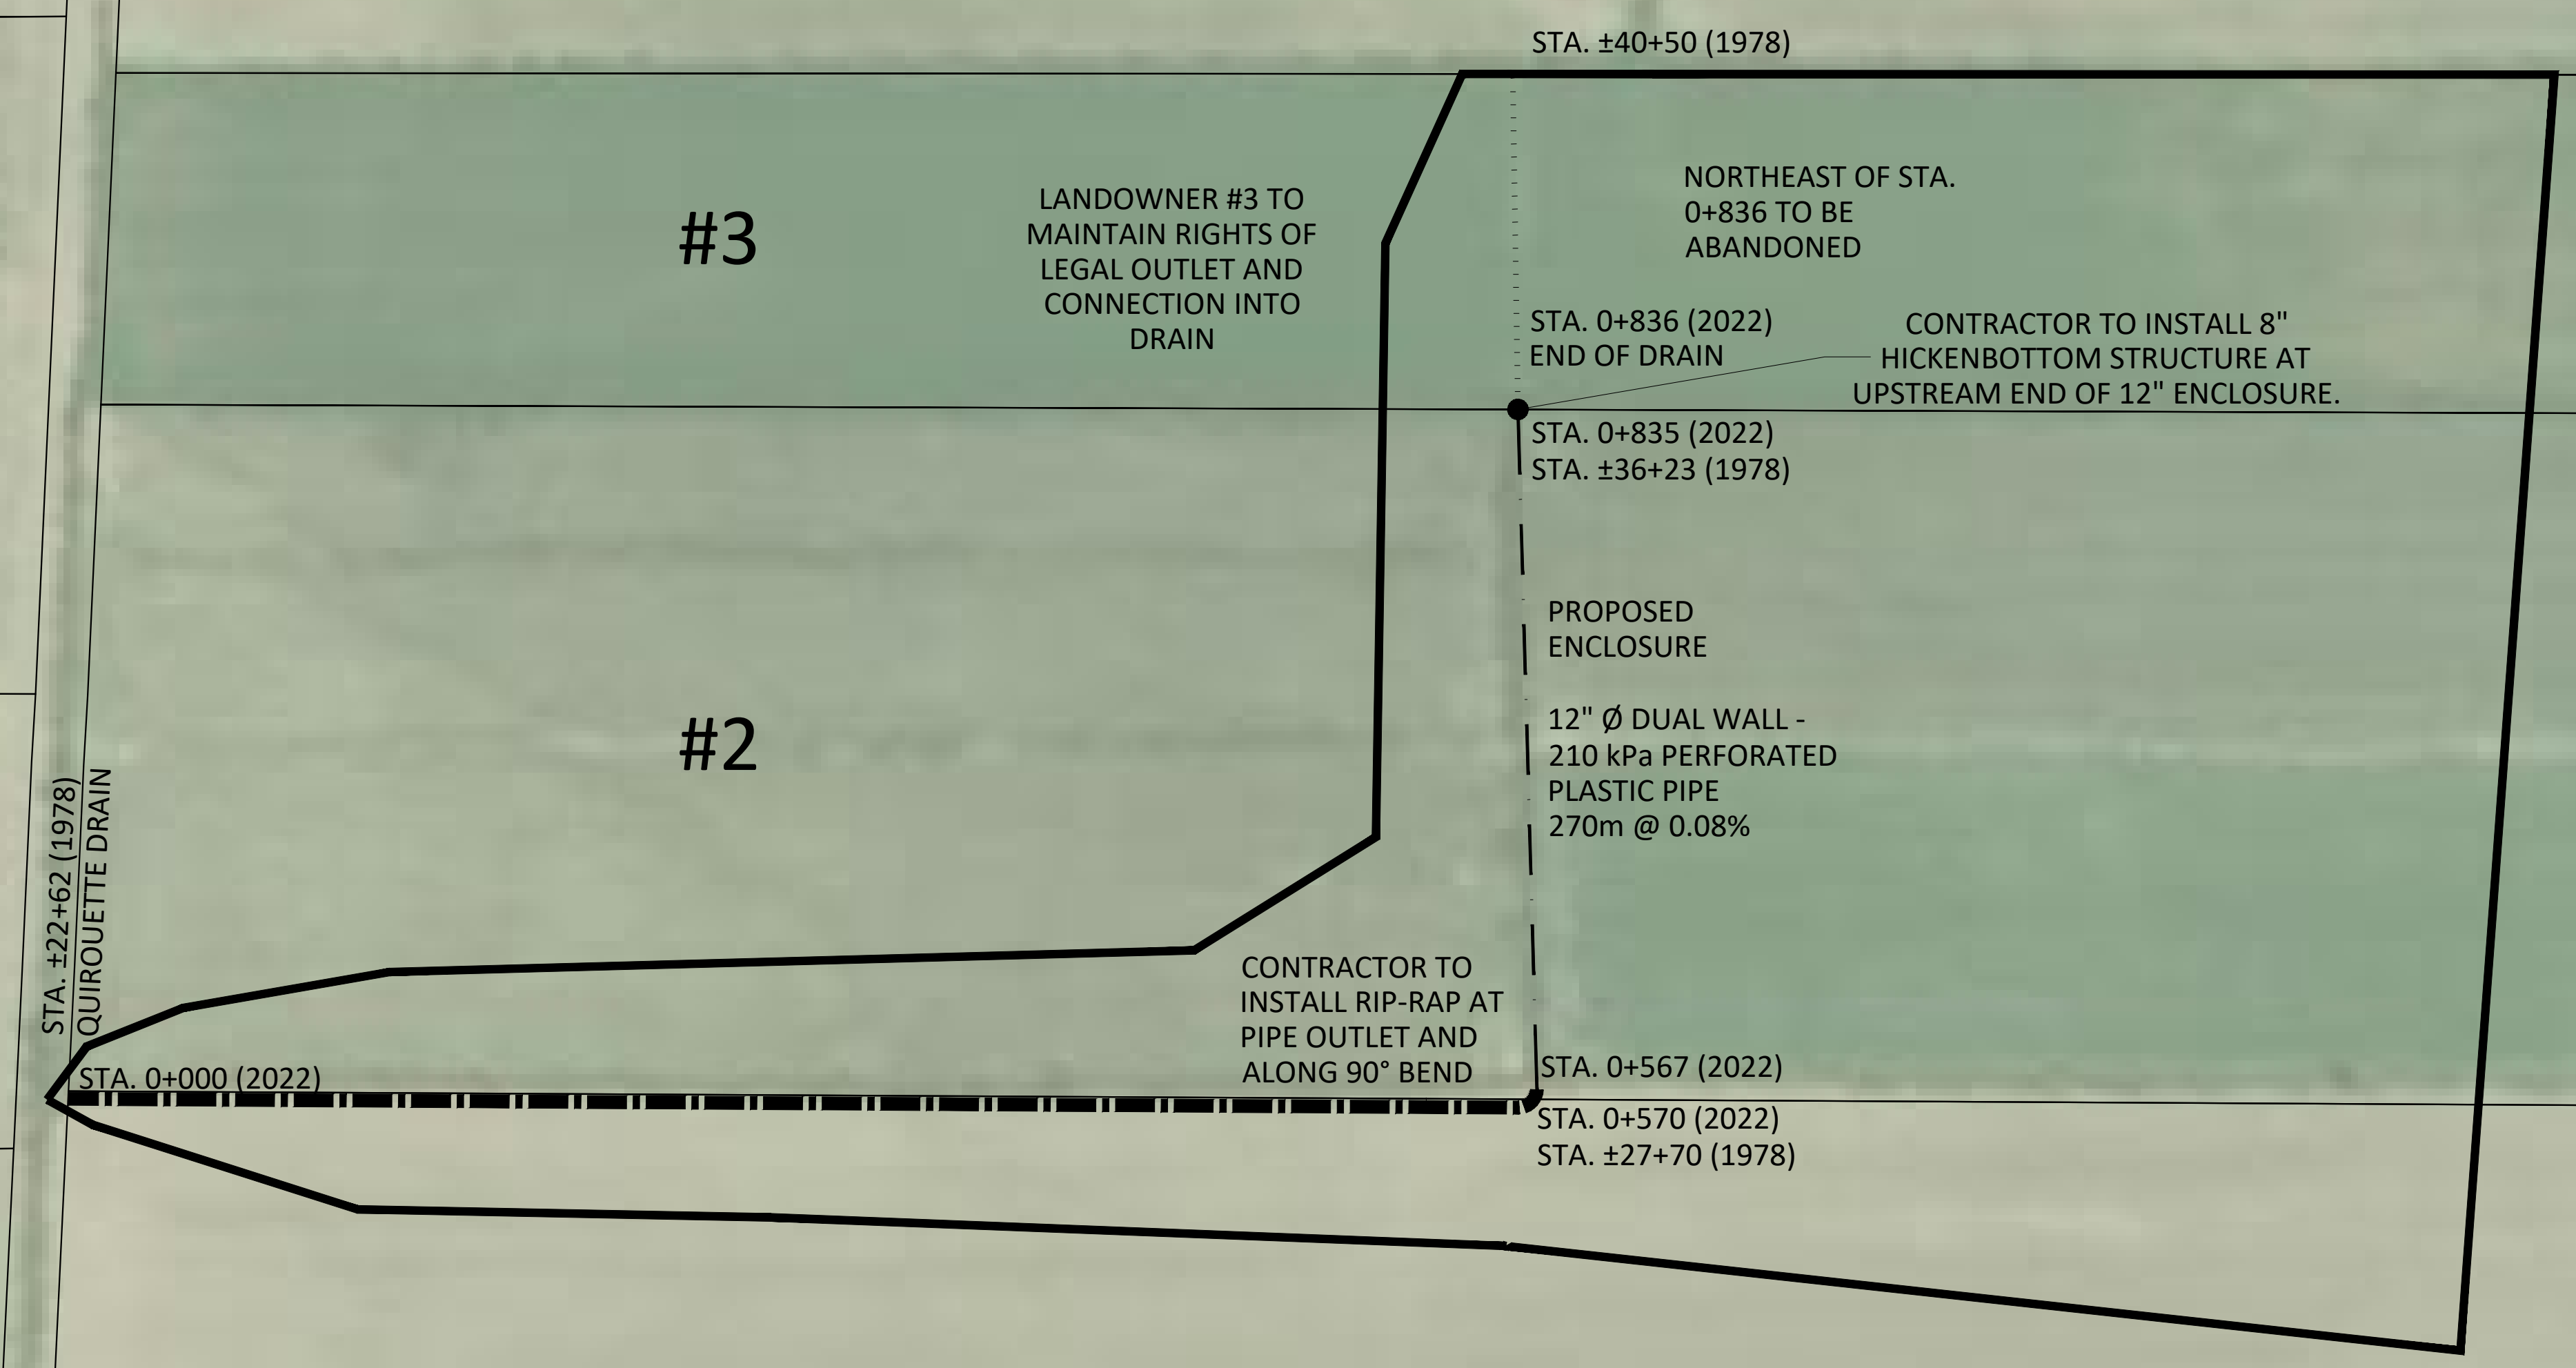 STA. ±40+50 (1978)
NORTHEAST OF STA.
0+836 TO BE
ABANDONED
#3
LANDOWNER #3 TO
MAINTAIN RIGHTS OF
LEGAL OUTLET AND
CONNECTION INTO
DRAIN
STA. 0+836 (2022)
END OF DRAIN
CONTRACTOR TO INSTALL 8"
HICKENBOTTOM STRUCTURE AT
UPSTREAM END OF 12" ENCLOSURE.
STA. 0+835 (2022)
STA. ±36+23 (1978)
PROPOSED
ENCLOSURE
12" Ø DUAL WALL -
210 kPa PERFORATED
PLASTIC PIPE
270m @ 0.08%
#2
STA. ±22+62 (1978)
QUIROUETTE DRAIN
CONTRACTOR TO
INSTALL RIP-RAP AT
PIPE OUTLET AND
ALONG 90° BEND
STA. 0+000 (2022)
STA. 0+567 (2022)
STA. 0+570 (2022)
STA. ±27+70 (1978)